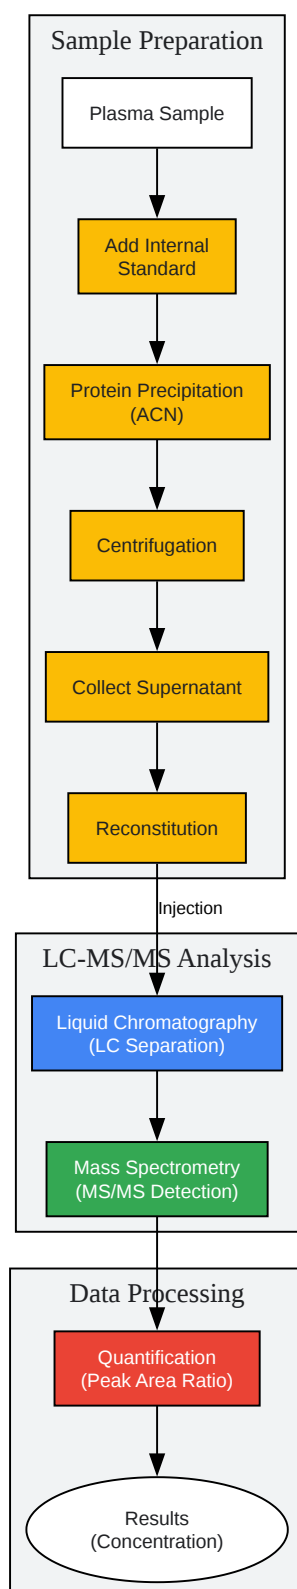 Sample Preparation
Plasma Sample
Add Internal
Standard
Protein Precipitation
(ACN)
Centrifugation
Collect Supernatant
Reconstitution
Injection
LC-MS/MS Analysis
Liquid Chromatography
(LC Separation)
Mass Spectrometry
(MS/MS Detection)
Data Processing
Quantification
(Peak Area Ratio)
Results
(Concentration)